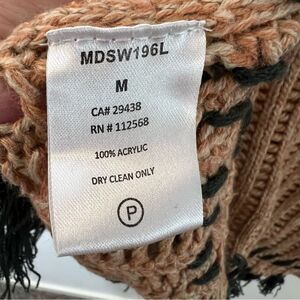 MDSW196L
M
CA# 29438
RN # 112568
100% ACRYLIC
DRY CLEAN ONLY
P